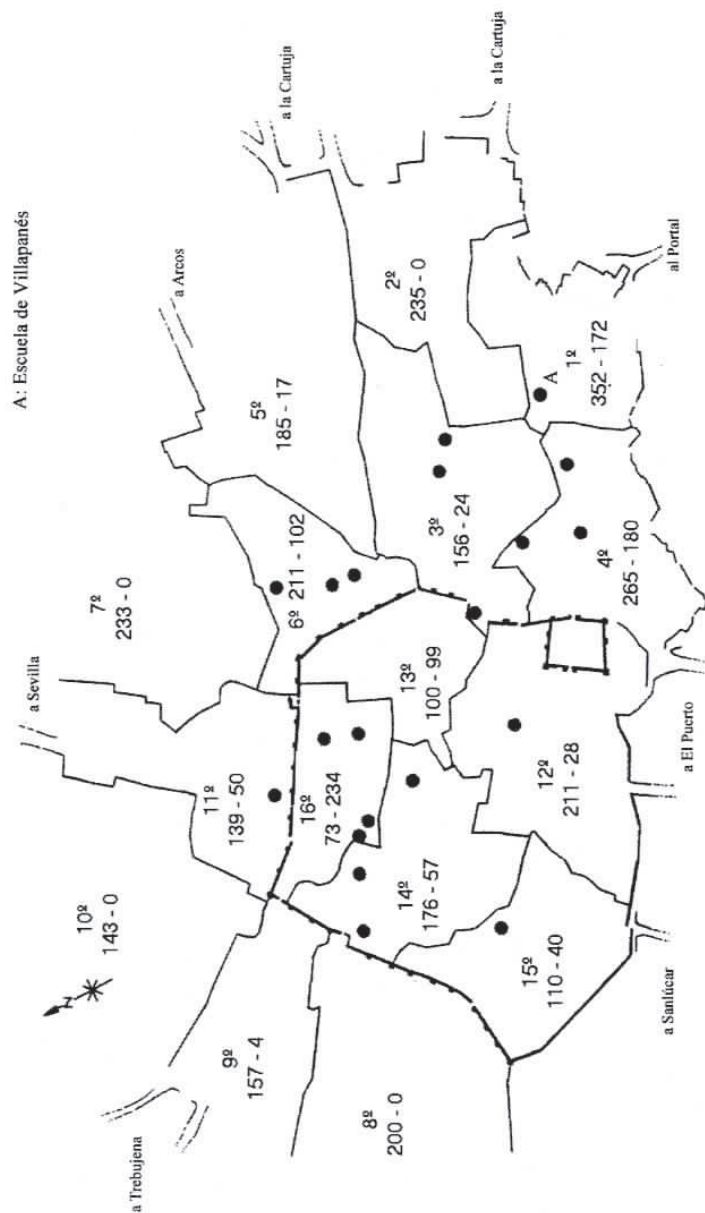 A: Escuela de Villapanés
a la Cartuja
a la Cartuja
a Arcos
al Portal
a Sevilla
a El Puerto
a Sanlúcar
a Trebujena
N
1º
352 - 172
A
2º
235 - 0
3º
156 - 24
4º
265 - 180
5º
185 - 17
6º 211 - 102
7º
233 - 0
8º
200 - 0
9º
157 - 4
10º
143 - 0
11º
139 - 50
12º
211 - 28
13º
100 - 99
14º
176 - 57
15º
110 - 40
16º
73 - 234